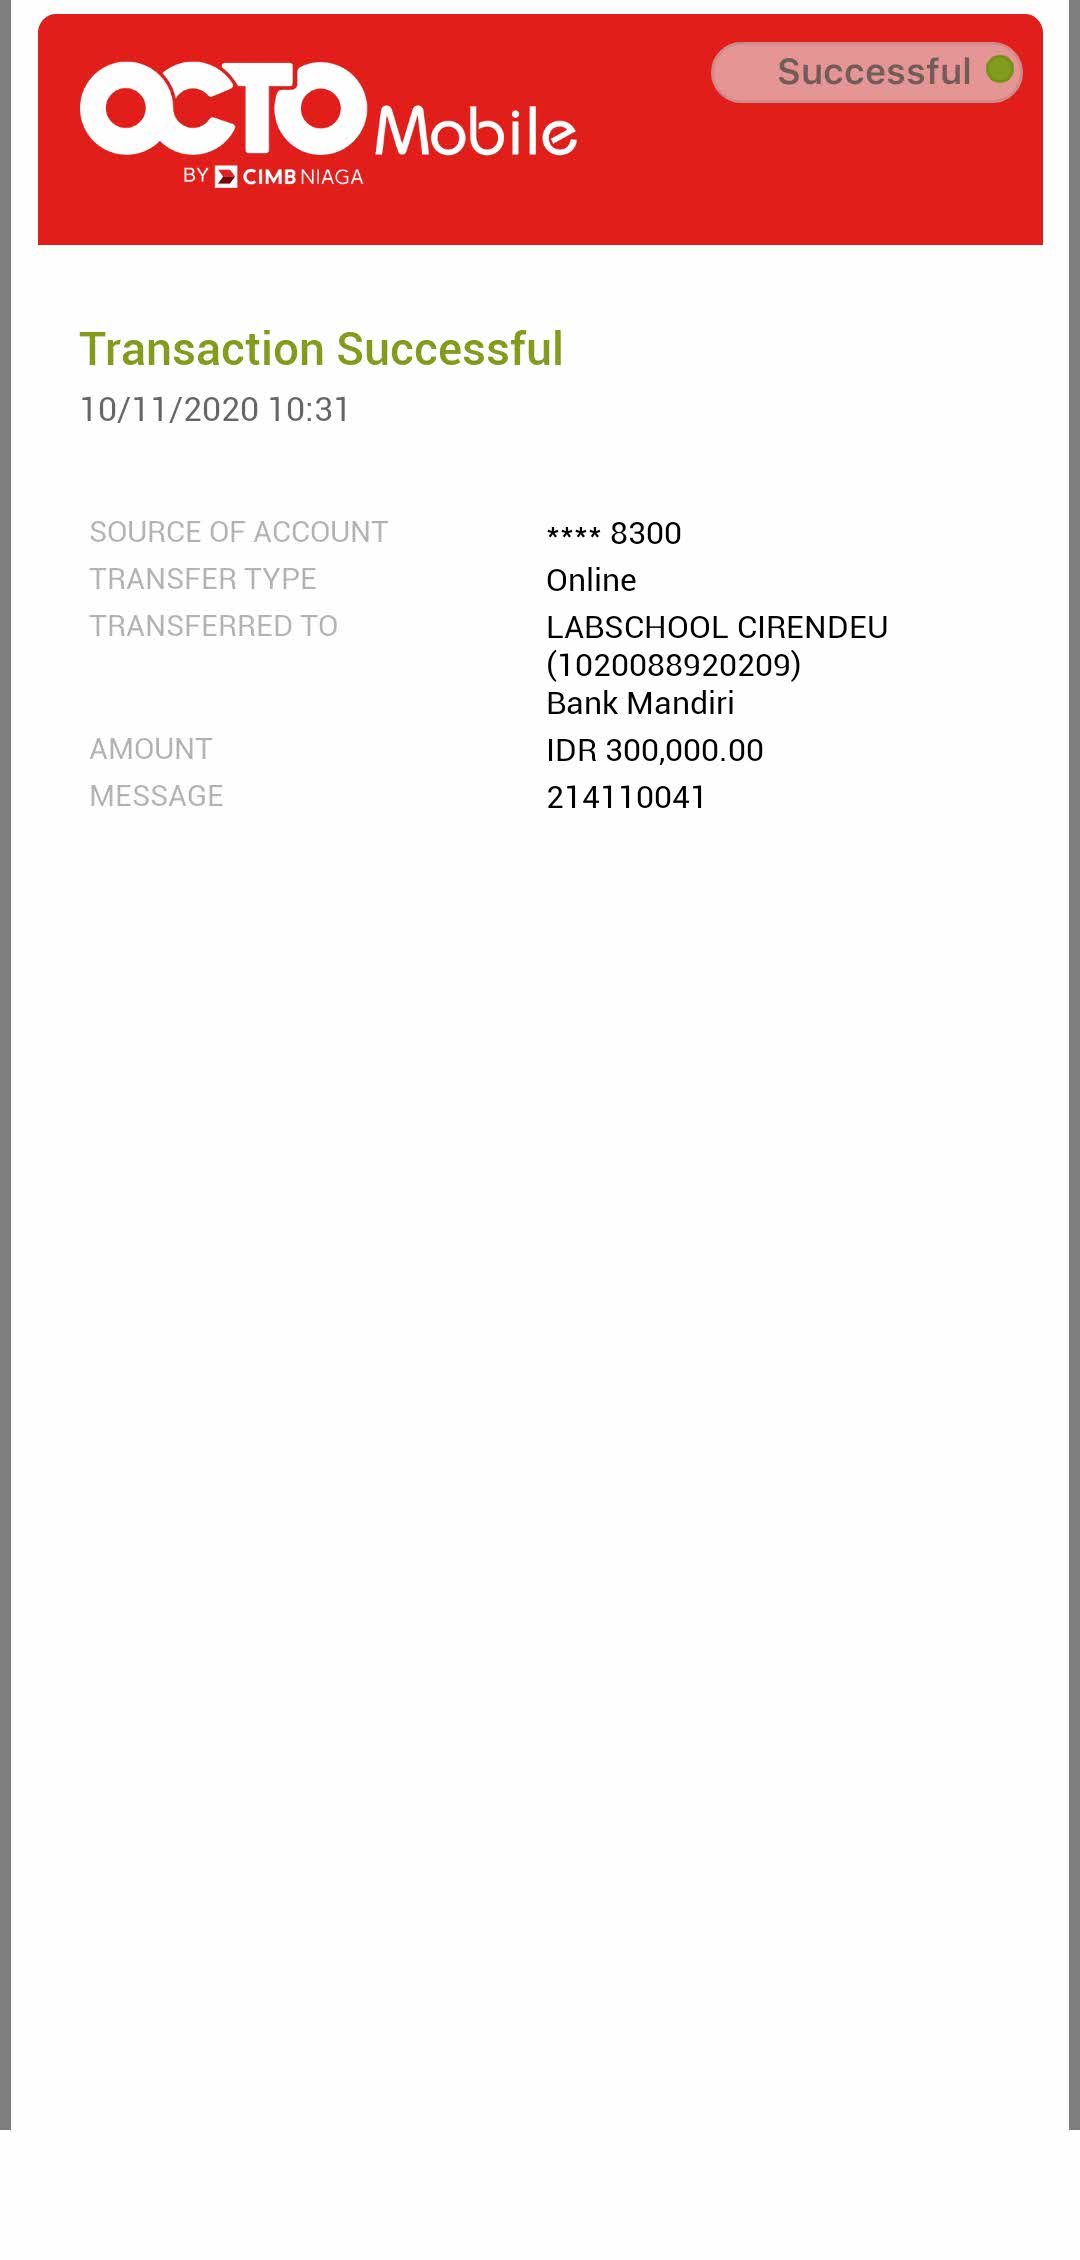 OCTO Mobile
Successful
BY CIMB NIAGA
Transaction Successful
10/11/2020 10:31
SOURCE OF ACCOUNT **** 8300
TRANSFER TYPE Online
TRANSFERRED TO LABSCHOOL CIRENDEU
(1020088920209)
Bank Mandiri
AMOUNT IDR 300,000.00
MESSAGE 214110041